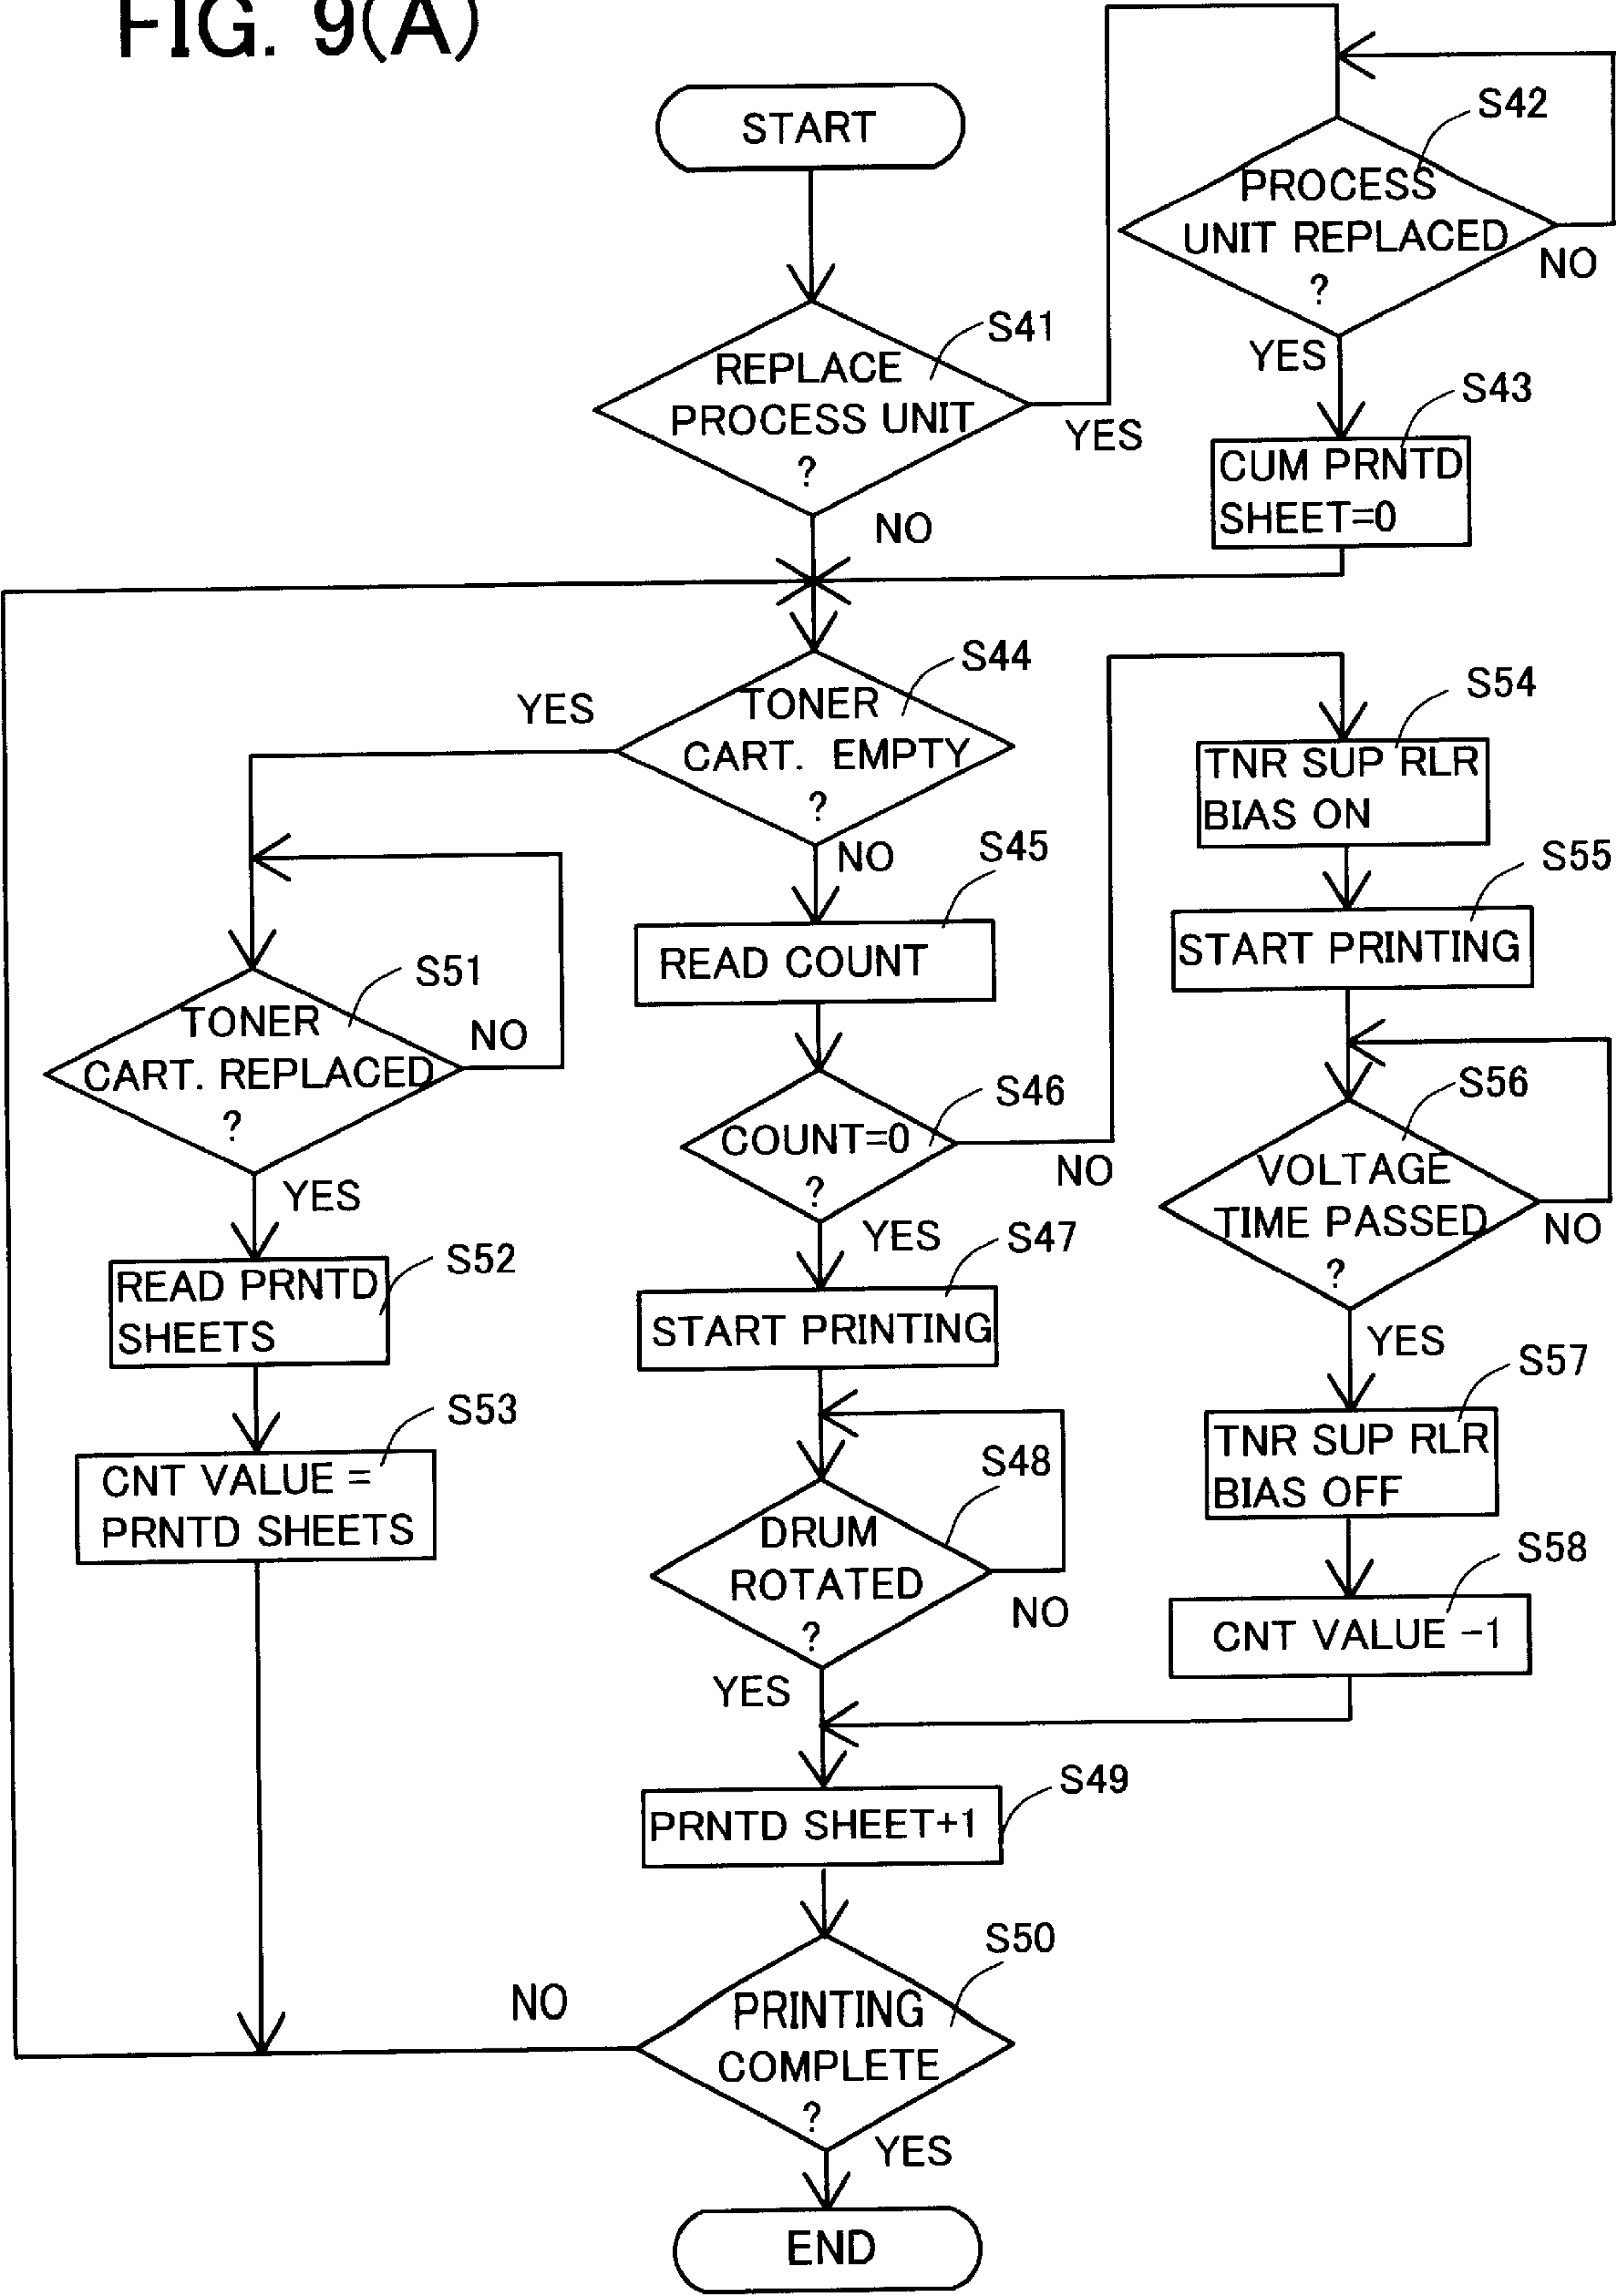 FIG. 9(A)
START
S42
PROCESS
UNIT REPLACED
?
NO
YES
S41
REPLACE
PROCESS UNIT
?
YES
NO
S43
CUM PRNTD
SHEET=0
S44
TONER
CART. EMPTY
?
YES
NO
S54
TNR SUP RLR
BIAS ON
S45
READ COUNT
S55
START PRINTING
S51
TONER
CART. REPLACED
?
NO
YES
S46
COUNT=0
?
NO
YES
S56
VOLTAGE
TIME PASSED
?
NO
YES
S52
READ PRNTD
SHEETS
S47
START PRINTING
S57
TNR SUP RLR
BIAS OFF
S53
CNT VALUE =
PRNTD SHEETS
S48
DRUM
ROTATED
?
NO
YES
S58
CNT VALUE -1
S49
PRNTD SHEET+1
S50
PRINTING
COMPLETE
?
NO
YES
END